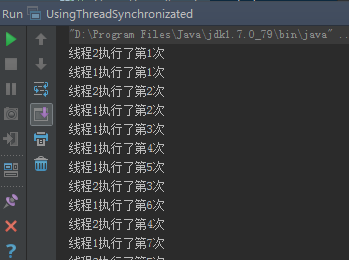 Run UsingThreadSynchronizated
"D:\Program Files\Java\jdk1.7.0_79\bin\java" ..
线程2执行了第1次
线程1执行了第1次
线程2执行了第2次
线程1执行了第2次
线程1执行了第3次
线程1执行了第4次
线程1执行了第5次
线程2执行了第3次
线程1执行了第6次
线程2执行了第4次
线程1执行了第7次